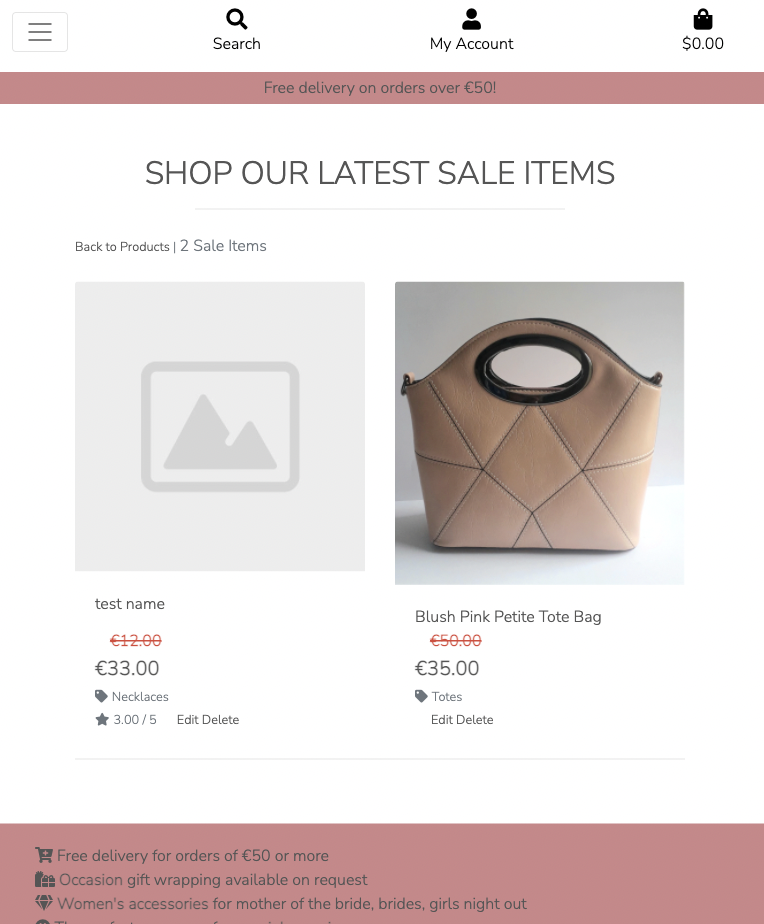 Search
My Account
$0.00
Free delivery on orders over €50!
SHOP OUR LATEST SALE ITEMS
Back to Products | 2 Sale Items
test name
€12.00
€33.00
Necklaces
3.00 / 5 Edit Delete
Blush Pink Petite Tote Bag
€50.00
€35.00
Totes
Edit Delete
Free delivery for orders of €50 or more
Occasion gift wrapping available on request
Women's accessories for mother of the bride, brides, girls night out